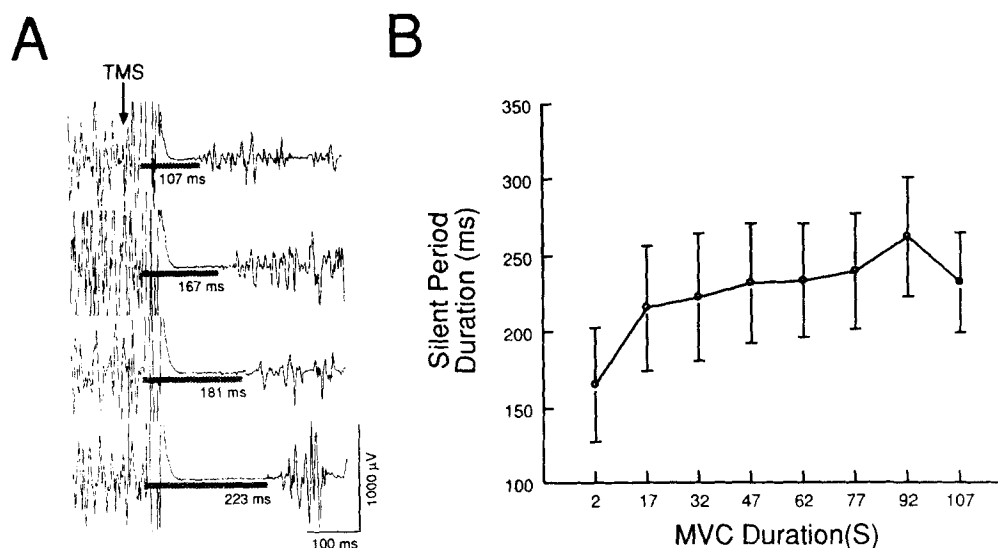 A
TMS
107 ms
167 ms
181 ms
223 ms
1000 µV
100 ms
B
Silent Period
Duration (ms)
350
300
250
200
150
100
2 17 32 47 62 77 92 107
MVC Duration(S)